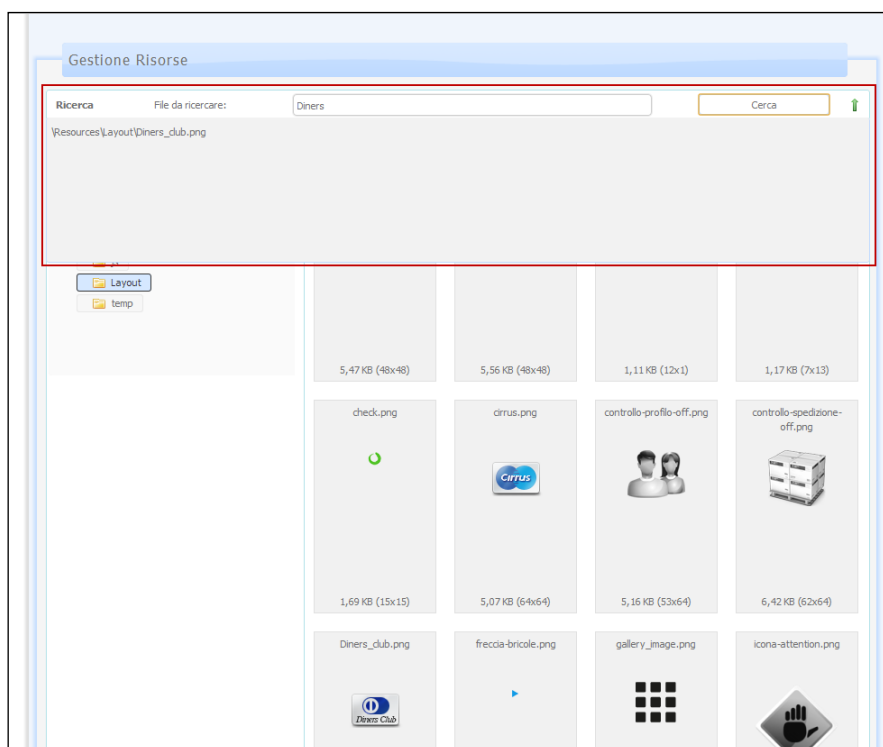 Gestione Risorse
Ricerca File da ricercare: Diners Cerca
\Resources\Layout\Diners_club.png
Layout
temp
5,47 KB (48x48) 5,56 KB (48x48) 1,11 KB (12x1) 1,17 KB (7x13)
check.png cirrus.png controllo-profilo-off.png controllo-spedizione-
off.png
cirrus
1,69 KB (15x15) 5,07 KB (64x64) 5,16 KB (53x64) 6,42 KB (62x64)
Diners_club.png freccia-bricole.png gallery_image.png icona-attention.png
Diners Club